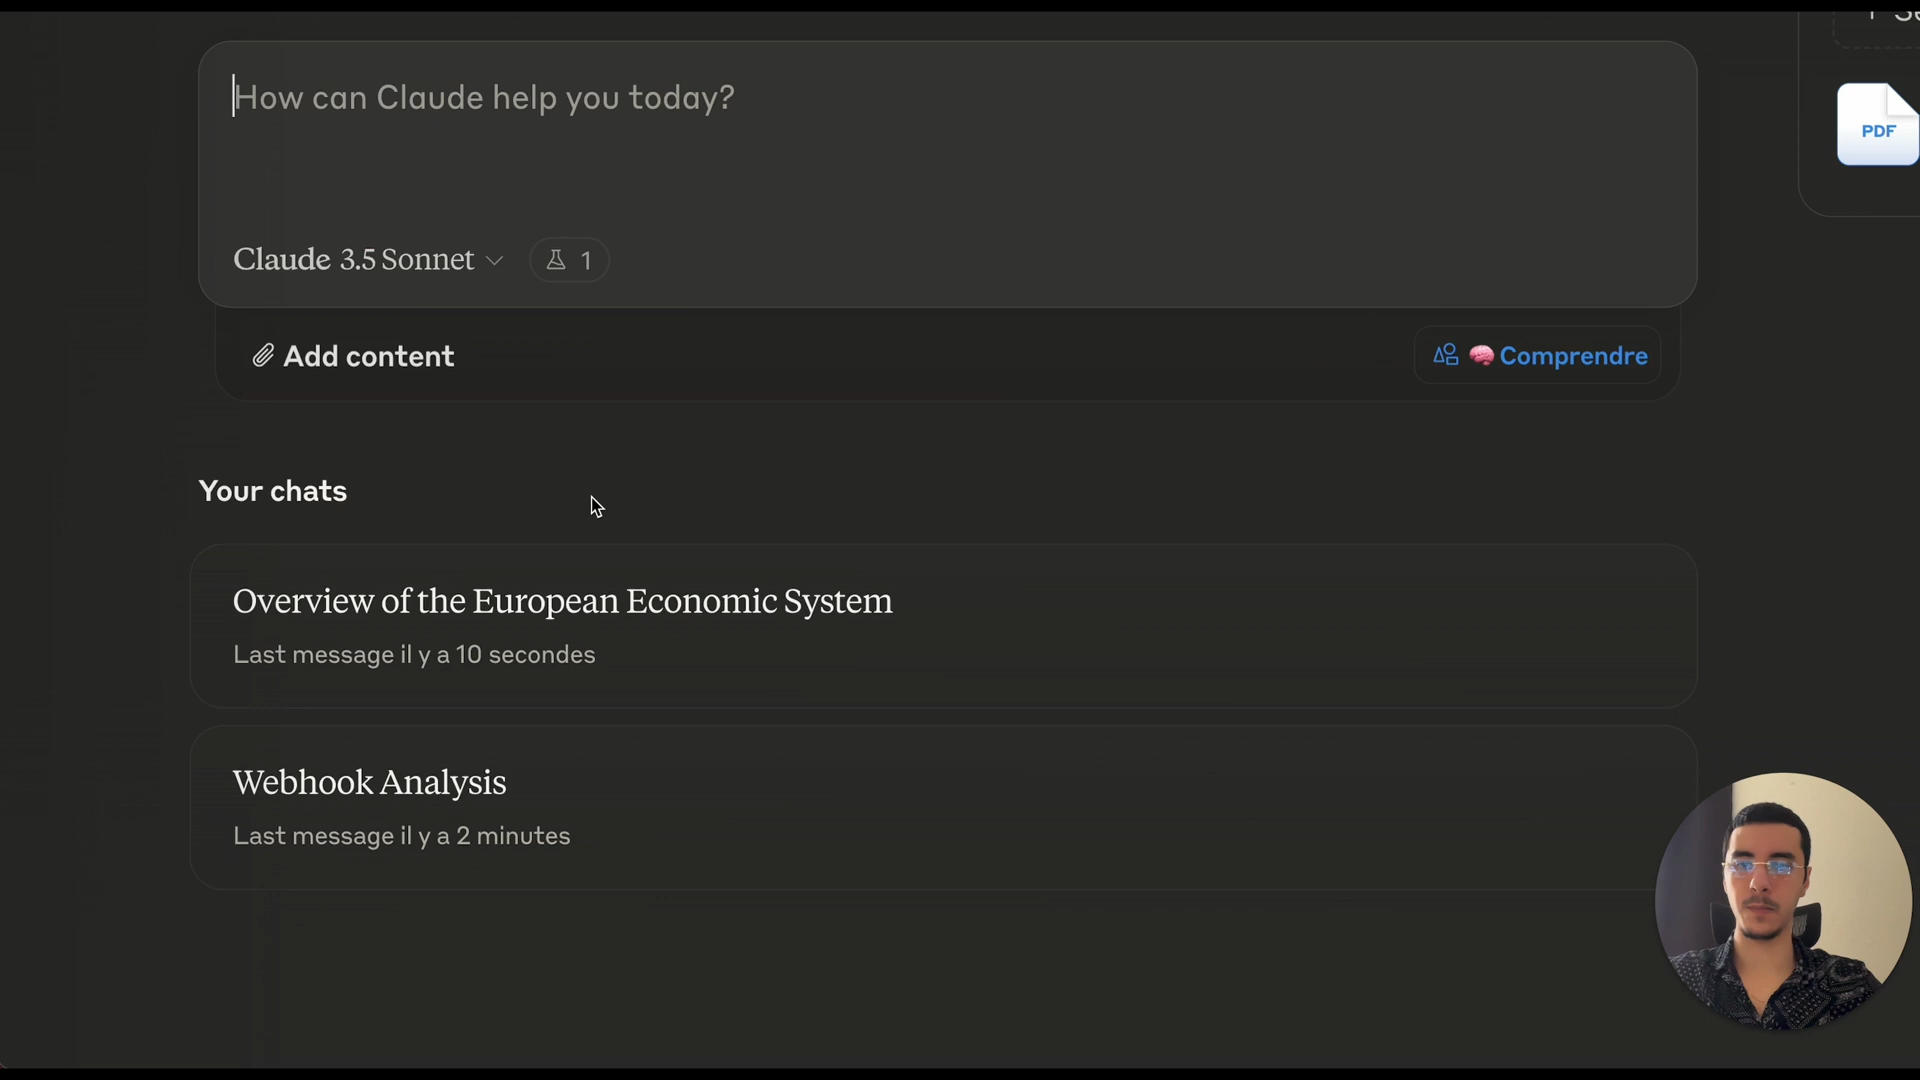 How can Claude help you today?
PDF
Claude 3.5 Sonnet
1
Add content
Comprendre
Your chats
Overview of the European Economic System
Last message il y a 10 secondes
Webhook Analysis
Last message il y a 2 minutes